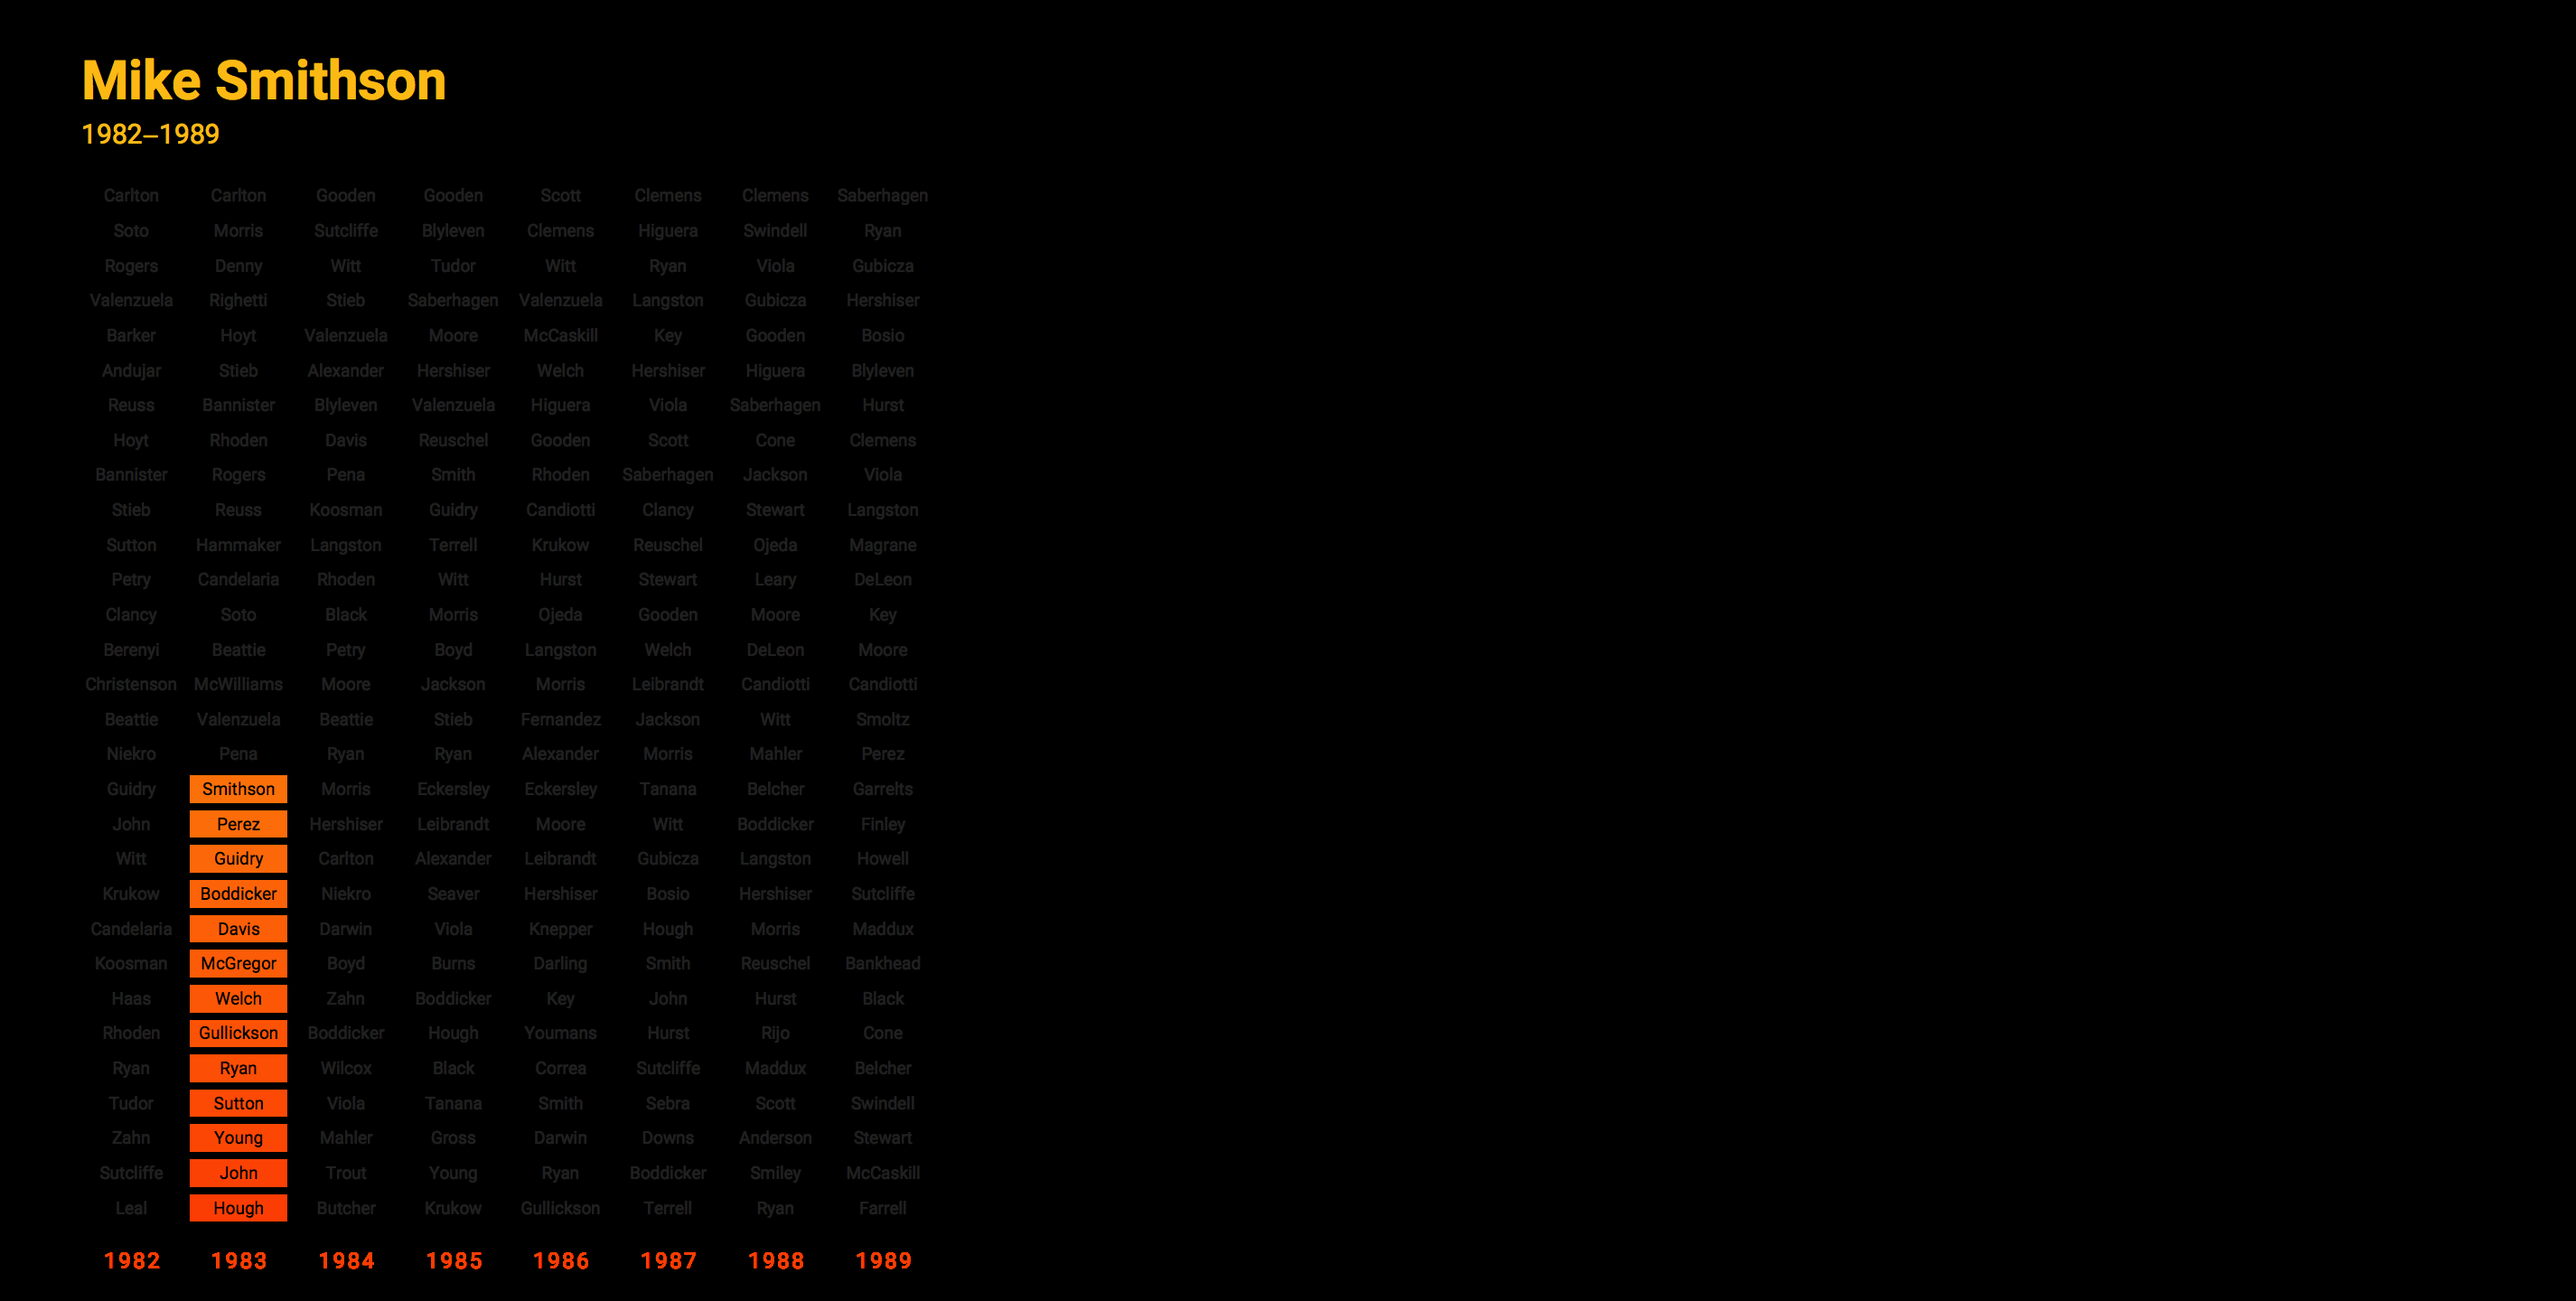 Mike Smithson
1982–1989
Carlton Carlton Gooden Gooden Scott Clemens Clemens Saberhagen
Soto Morris Sutcliffe Blyleven Clemens Higuera Swindell Ryan
Rogers Denny Witt Tudor Witt Ryan Viola Gubicza
Valenzuela Righetti Stieb Saberhagen Valenzuela Langston Gubicza Hershiser
Barker Hoyt Valenzuela Moore McCaskill Key Gooden Bosio
Andujar Stieb Alexander Hershiser Welch Hershiser Higuera Blyleven
Reuss Bannister Blyleven Valenzuela Higuera Viola Saberhagen Hurst
Hoyt Rhoden Davis Reuschel Gooden Scott Cone Clemens
Bannister Rogers Pena Smith Rhoden Saberhagen Jackson Viola
Stieb Reuss Koosman Guidry Candiotti Clancy Stewart Langston
Sutton Hammaker Langston Terrell Krukow Reuschel Ojeda Magrane
Petry Candelaria Rhoden Witt Hurst Stewart Leary DeLeon
Clancy Soto Black Morris Ojeda Gooden Moore Key
Berenyi Beattie Petry Boyd Langston Welch DeLeon Moore
Christenson McWilliams Moore Jackson Morris Leibrandt Candiotti Candiotti
Beattie Valenzuela Beattie Stieb Fernandez Jackson Witt Smoltz
Niekro Pena Ryan Ryan Alexander Morris Mahler Perez
Guidry Smithson Morris Eckersley Eckersley Tanana Belcher Garrelts
John Perez Hershiser Leibrandt Moore Witt Boddicker Finley
Witt Guidry Carlton Alexander Leibrandt Gubicza Langston Howell
Krukow Boddicker Niekro Seaver Hershiser Bosio Hershiser Sutcliffe
Candelaria Davis Darwin Viola Knepper Hough Morris Maddux
Koosman McGregor Boyd Burns Darling Smith Reuschel Bankhead
Haas Welch Zahn Boddicker Key John Hurst Black
Rhoden Gullickson Boddicker Hough Youmans Hurst Rijo Cone
Ryan Ryan Wilcox Black Correa Sutcliffe Maddux Belcher
Tudor Sutton Viola Tanana Smith Sebra Scott Swindell
Zahn Young Mahler Gross Darwin Downs Anderson Stewart
Sutcliffe John Trout Young Ryan Boddicker Smiley McCaskill
Leal Hough Butcher Krukow Gullickson Terrell Ryan Farrell
1982 1983 1984 1985 1986 1987 1988 1989